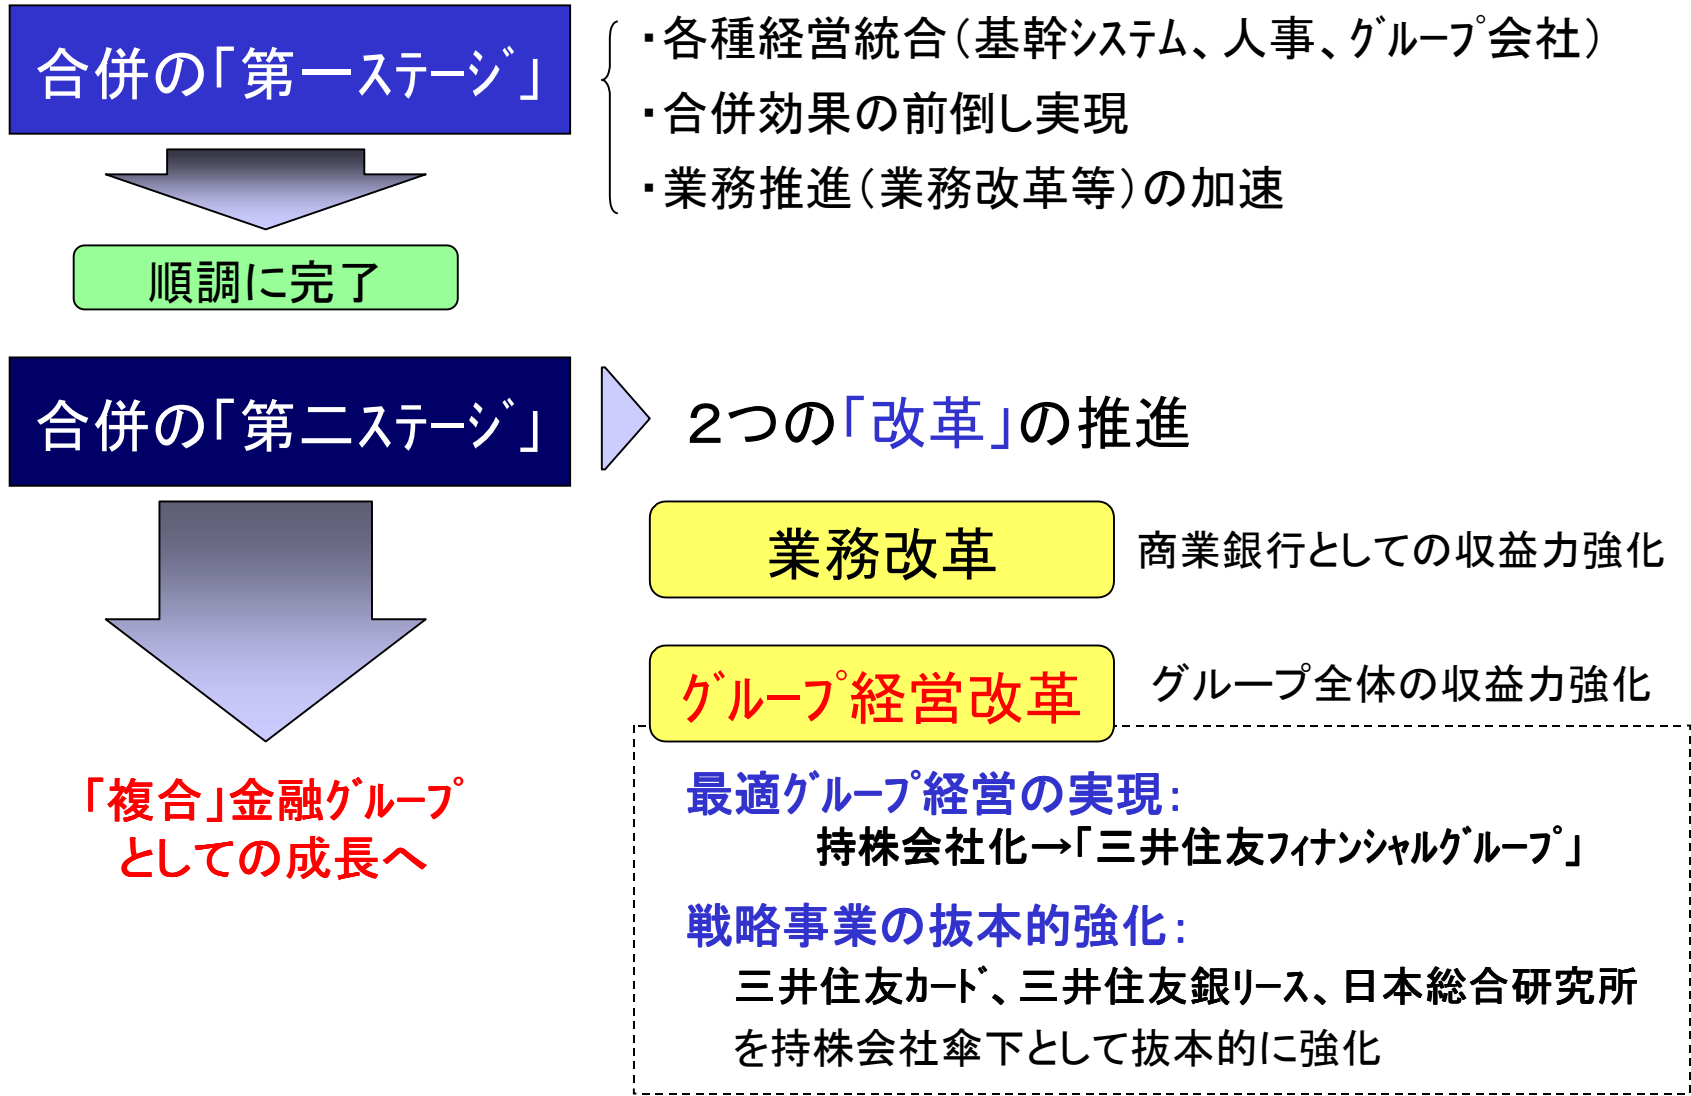 合併の「第一ｽﾃｰｼﾞ」
・各種経営統合（基幹ｼｽﾃﾑ、人事、ｸﾞﾙｰﾌﾟ会社）
・合併効果の前倒し実現
・業務推進（業務改革等）の加速
順調に完了
合併の「第二ｽﾃｰｼﾞ」
２つの「改革」の推進
業務改革
商業銀行としての収益力強化
ｸﾞﾙｰﾌﾟ経営改革
グループ全体の収益力強化
「複合」金融ｸﾞﾙｰﾌﾟ
としての成長へ
最適ｸﾞﾙｰﾌﾟ経営の実現：
持株会社化→「三井住友ﾌｨﾅﾝｼｬﾙｸﾞﾙｰﾌﾟ」
戦略事業の抜本的強化：
三井住友ｶｰﾄﾞ、三井住友銀ﾘｰｽ、日本総合研究所
を持株会社傘下として抜本的に強化